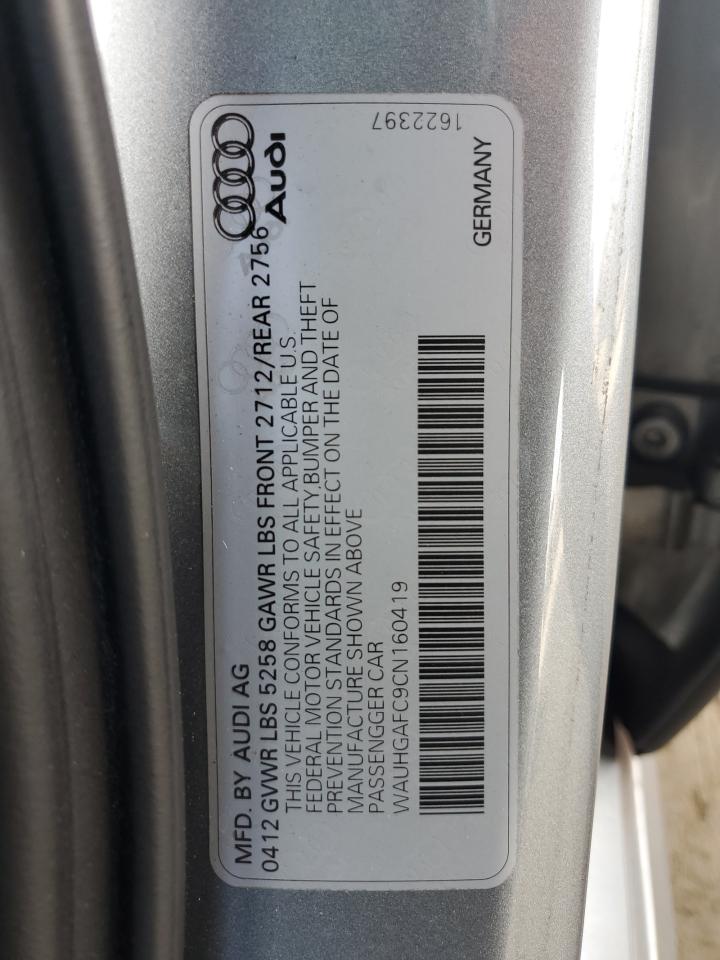 Audi
MFD. BY AUDI AG
0412 GVWR LBS 5258 GAWR LBS FRONT 2712/REAR 2756
THIS VEHICLE CONFORMS TO ALL APPLICABLE U.S.
FEDERAL MOTOR VEHICLE SAFETY,BUMPER AND THEFT
PREVENTION STANDARDS IN EFFECT ON THE DATE OF
MANUFACTURE SHOWN ABOVE
PASSENGGER CAR
WAUHGAFC9CN160419
GERMANY
1622397